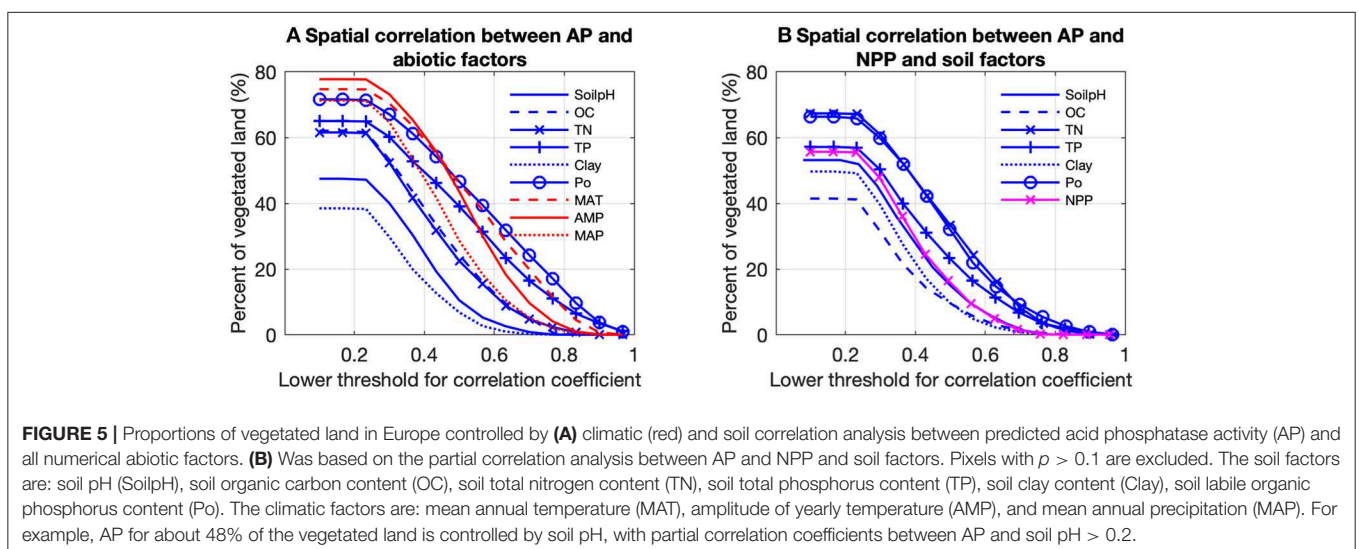 A Spatial correlation between AP and
abiotic factors
80
60
40
20
0
Percent of vegetated land (%)
SoilpH
OC
TN
TP
Clay
Po
MAT
AMP
MAP
0.2
0.4
0.6
0.8
1
Lower threshold for correlation coefficient
B Spatial correlation between AP and
NPP and soil factors
80
60
40
20
0
Percent of vegetated land (%)
SoilpH
OC
TN
TP
Clay
Po
NPP
0.2
0.4
0.6
0.8
1
Lower threshold for correlation coefficient
FIGURE 5 | Proportions of vegetated land in Europe controlled by (A) climatic (red) and soil correlation analysis between predicted acid phosphatase activity (AP) and
all numerical abiotic factors. (B) Was based on the partial correlation analysis between AP and NPP and soil factors. Pixels with p > 0.1 are excluded. The soil factors
are: soil pH (SoilpH), soil organic carbon content (OC), soil total nitrogen content (TN), soil total phosphorus content (TP), soil clay content (Clay), soil labile organic
phosphorus content (Po). The climatic factors are: mean annual temperature (MAT), amplitude of yearly temperature (AMP), and mean annual precipitation (MAP). For
example, AP for about 48% of the vegetated land is controlled by soil pH, with partial correlation coefficients between AP and soil pH > 0.2.